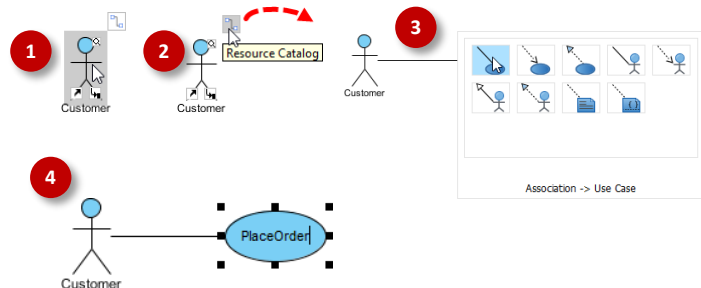 1
Customer
2
Resource Catalog
Customer
3
Customer
Association -> Use Case
4
Customer
PlaceOrder